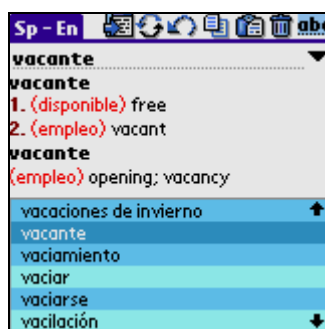 Sp - En abc
vacante
vacante
1. (disponible) free
2. (empleo) vacant
vacante
(empleo) opening; vacancy
vacaciones de invierno
vacante
vaciamiento
vaciar
vaciarse
vacilación